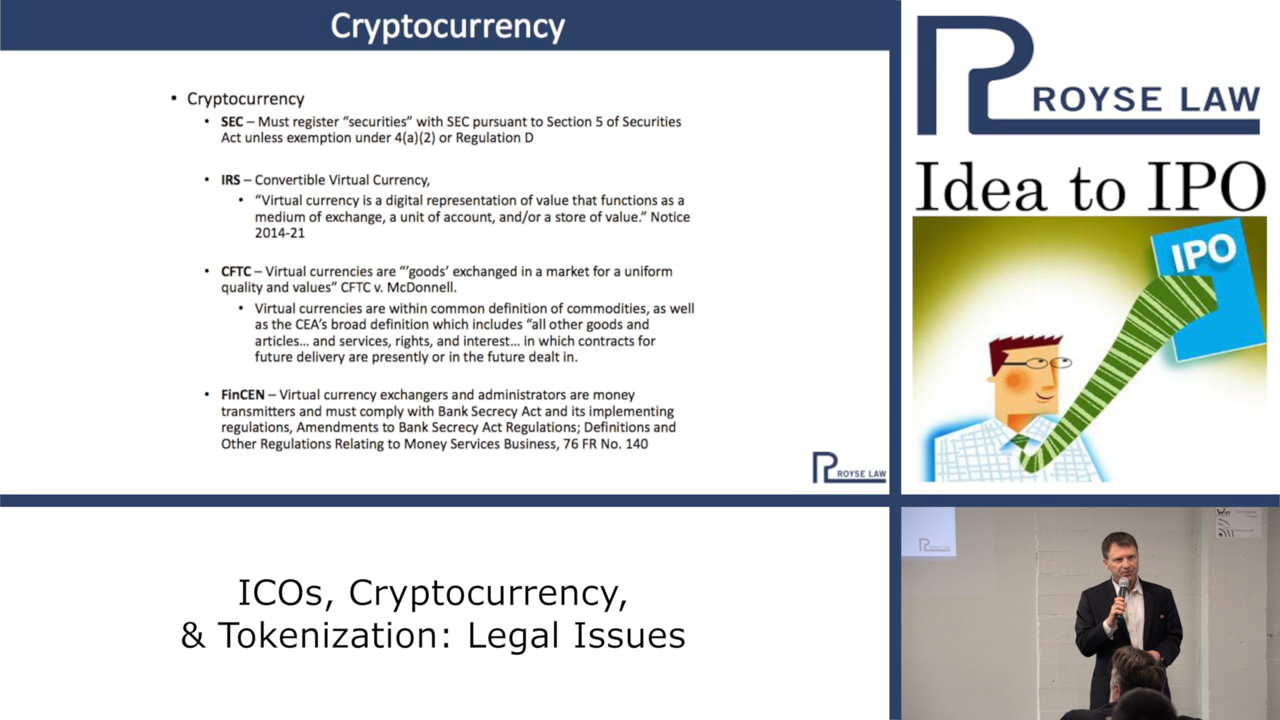 Cryptocurrency
• Cryptocurrency
• SEC – Must register “securities” with SEC pursuant to Section 5 of Securities
Act unless exemption under 4(a)(2) or Regulation D
• IRS – Convertible Virtual Currency,
• “Virtual currency is a digital representation of value that functions as a
medium of exchange, a unit of account, and/or a store of value.” Notice
2014-21
• CFTC – Virtual currencies are “‘goods’ exchanged in a market for a uniform
quality and values” CFTC v. McDonnell.
• Virtual currencies are within common definition of commodities, as well
as the CEA’s broad definition which includes “all other goods and
articles... and services, rights, and interest... in which contracts for
future delivery are presently or in the future dealt in.
• FinCEN – Virtual currency exchangers and administrators are money
transmitters and must comply with Bank Secrecy Act and its implementing
regulations, Amendments to Bank Secrecy Act Regulations; Definitions and
Other Regulations Relating to Money Services Business, 76 FR No. 140
ROYSE LAW
ROYSE LAW
Idea to IPO
IPO
ICOs, Cryptocurrency,
& Tokenization: Legal Issues
ROYSE LAW